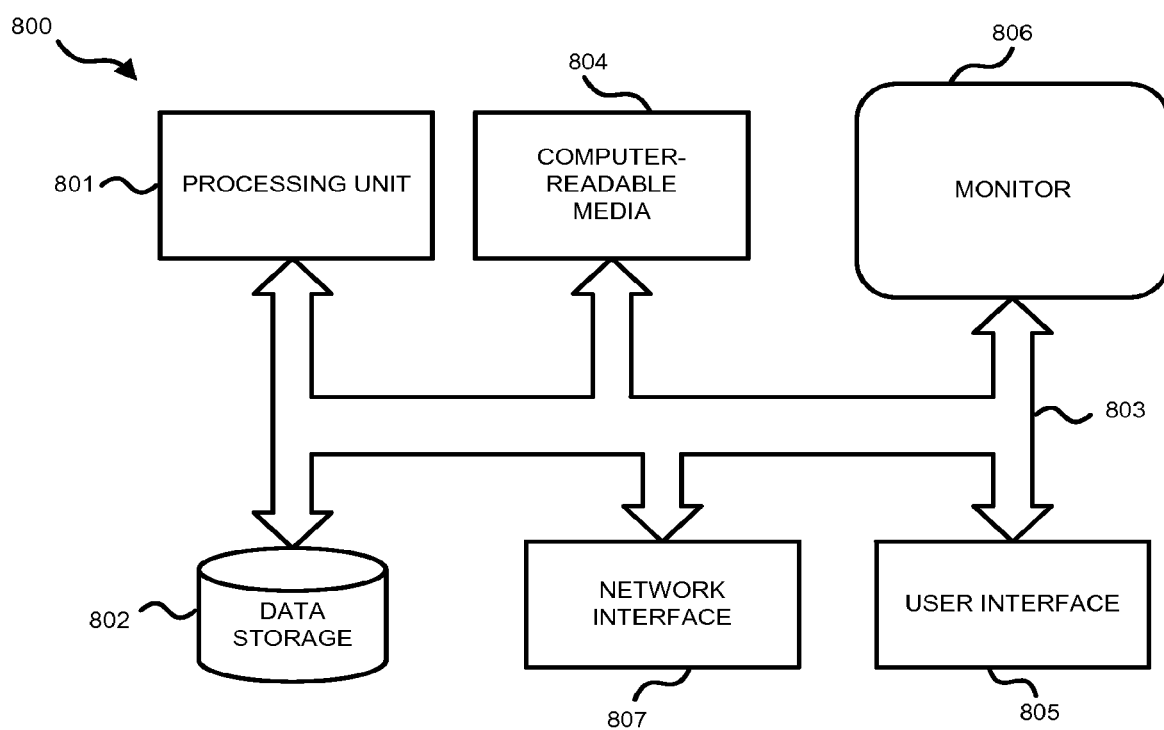 800
804
806
801
PROCESSING UNIT
COMPUTER-
READABLE
MEDIA
MONITOR
803
802
DATA
STORAGE
NETWORK
INTERFACE
USER INTERFACE
807
805